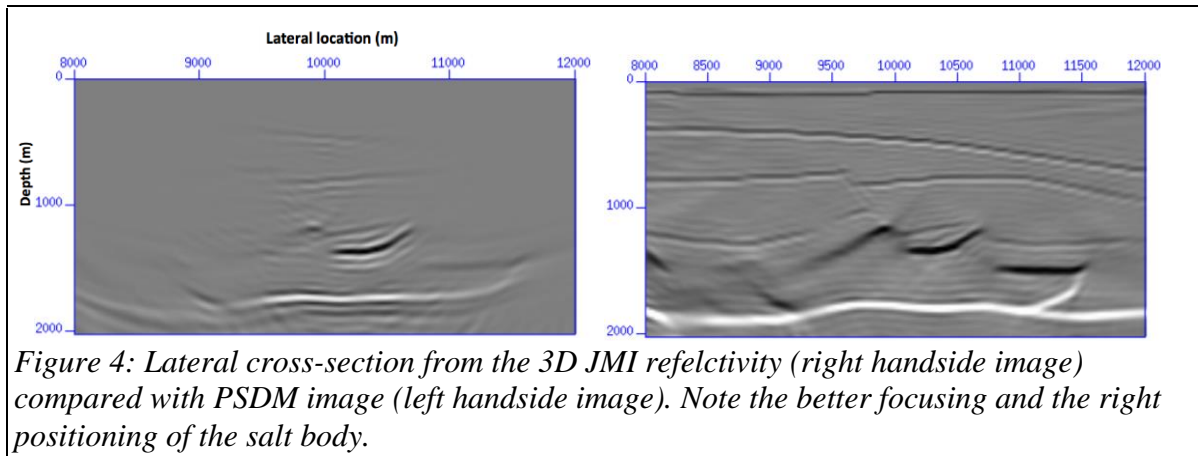 Lateral location (m)
8000 9000 10000 11000 12000
8000 8500 9000 9500 10000 10500 11000 11500 12000
0
0
Depth (m)
1000
1000
2000
2000
Figure 4: Lateral cross-section from the 3D JMI refelctivity (right handside image)
compared with PSDM image (left handside image). Note the better focusing and the right
positioning of the salt body.